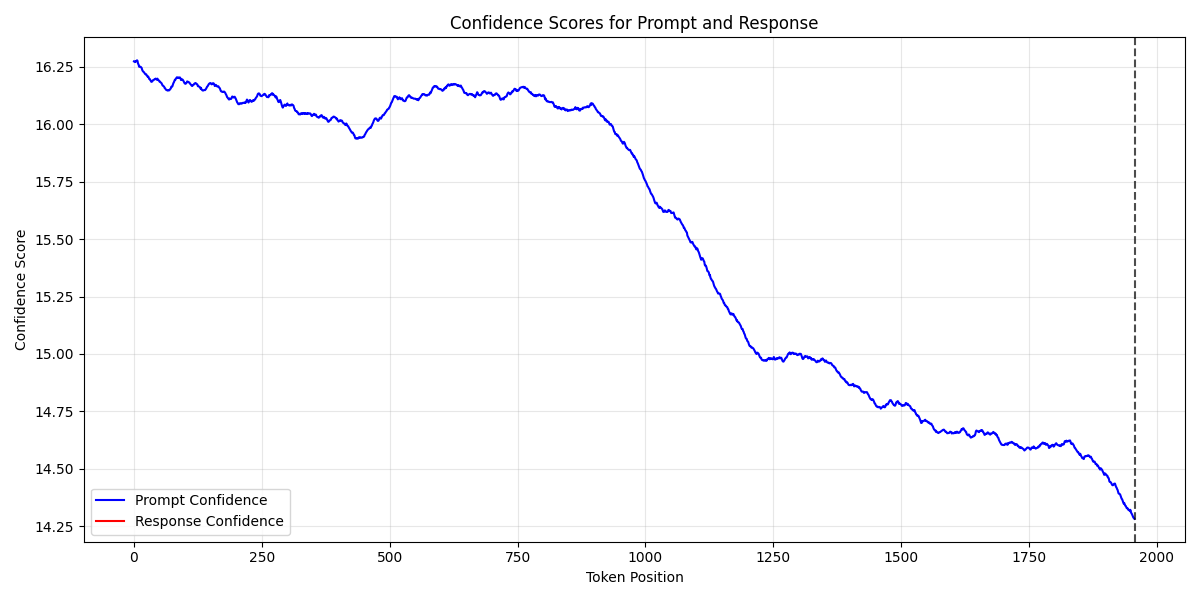 Confidence Scores for Prompt and Response
Confidence Score
16.25
16.00
15.75
15.50
15.25
15.00
14.75
14.50
14.25
Prompt Confidence
Response Confidence
0 250 500 750 1000 1250 1500 1750 2000
Token Position